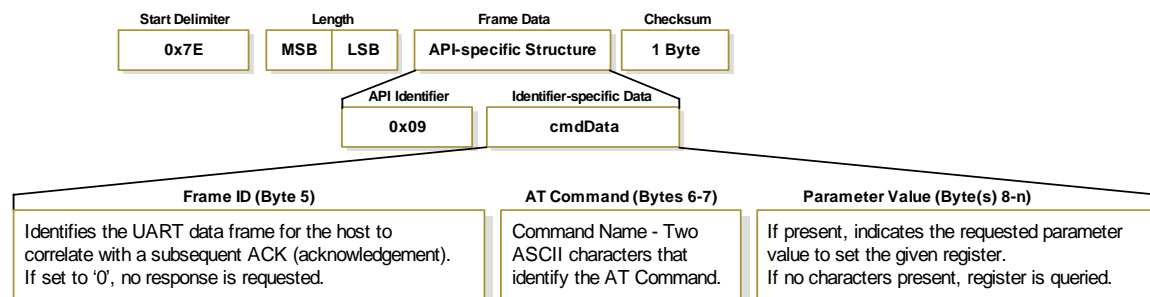 Start Delimiter Length Frame Data Checksum
0x7E MSB LSB API-specific Structure 1 Byte
API Identifier Identifier-specific Data
0x09 cmdData
Frame ID (Byte 5)
Identifies the UART data frame for the host to
correlate with a subsequent ACK (acknowledgement).
If set to ‘0’, no response is requested.
AT Command (Bytes 6-7)
Command Name - Two
ASCII characters that
identify the AT Command.
Parameter Value (Byte(s) 8-n)
If present, indicates the requested parameter
value to set the given register.
If no characters present, register is queried.